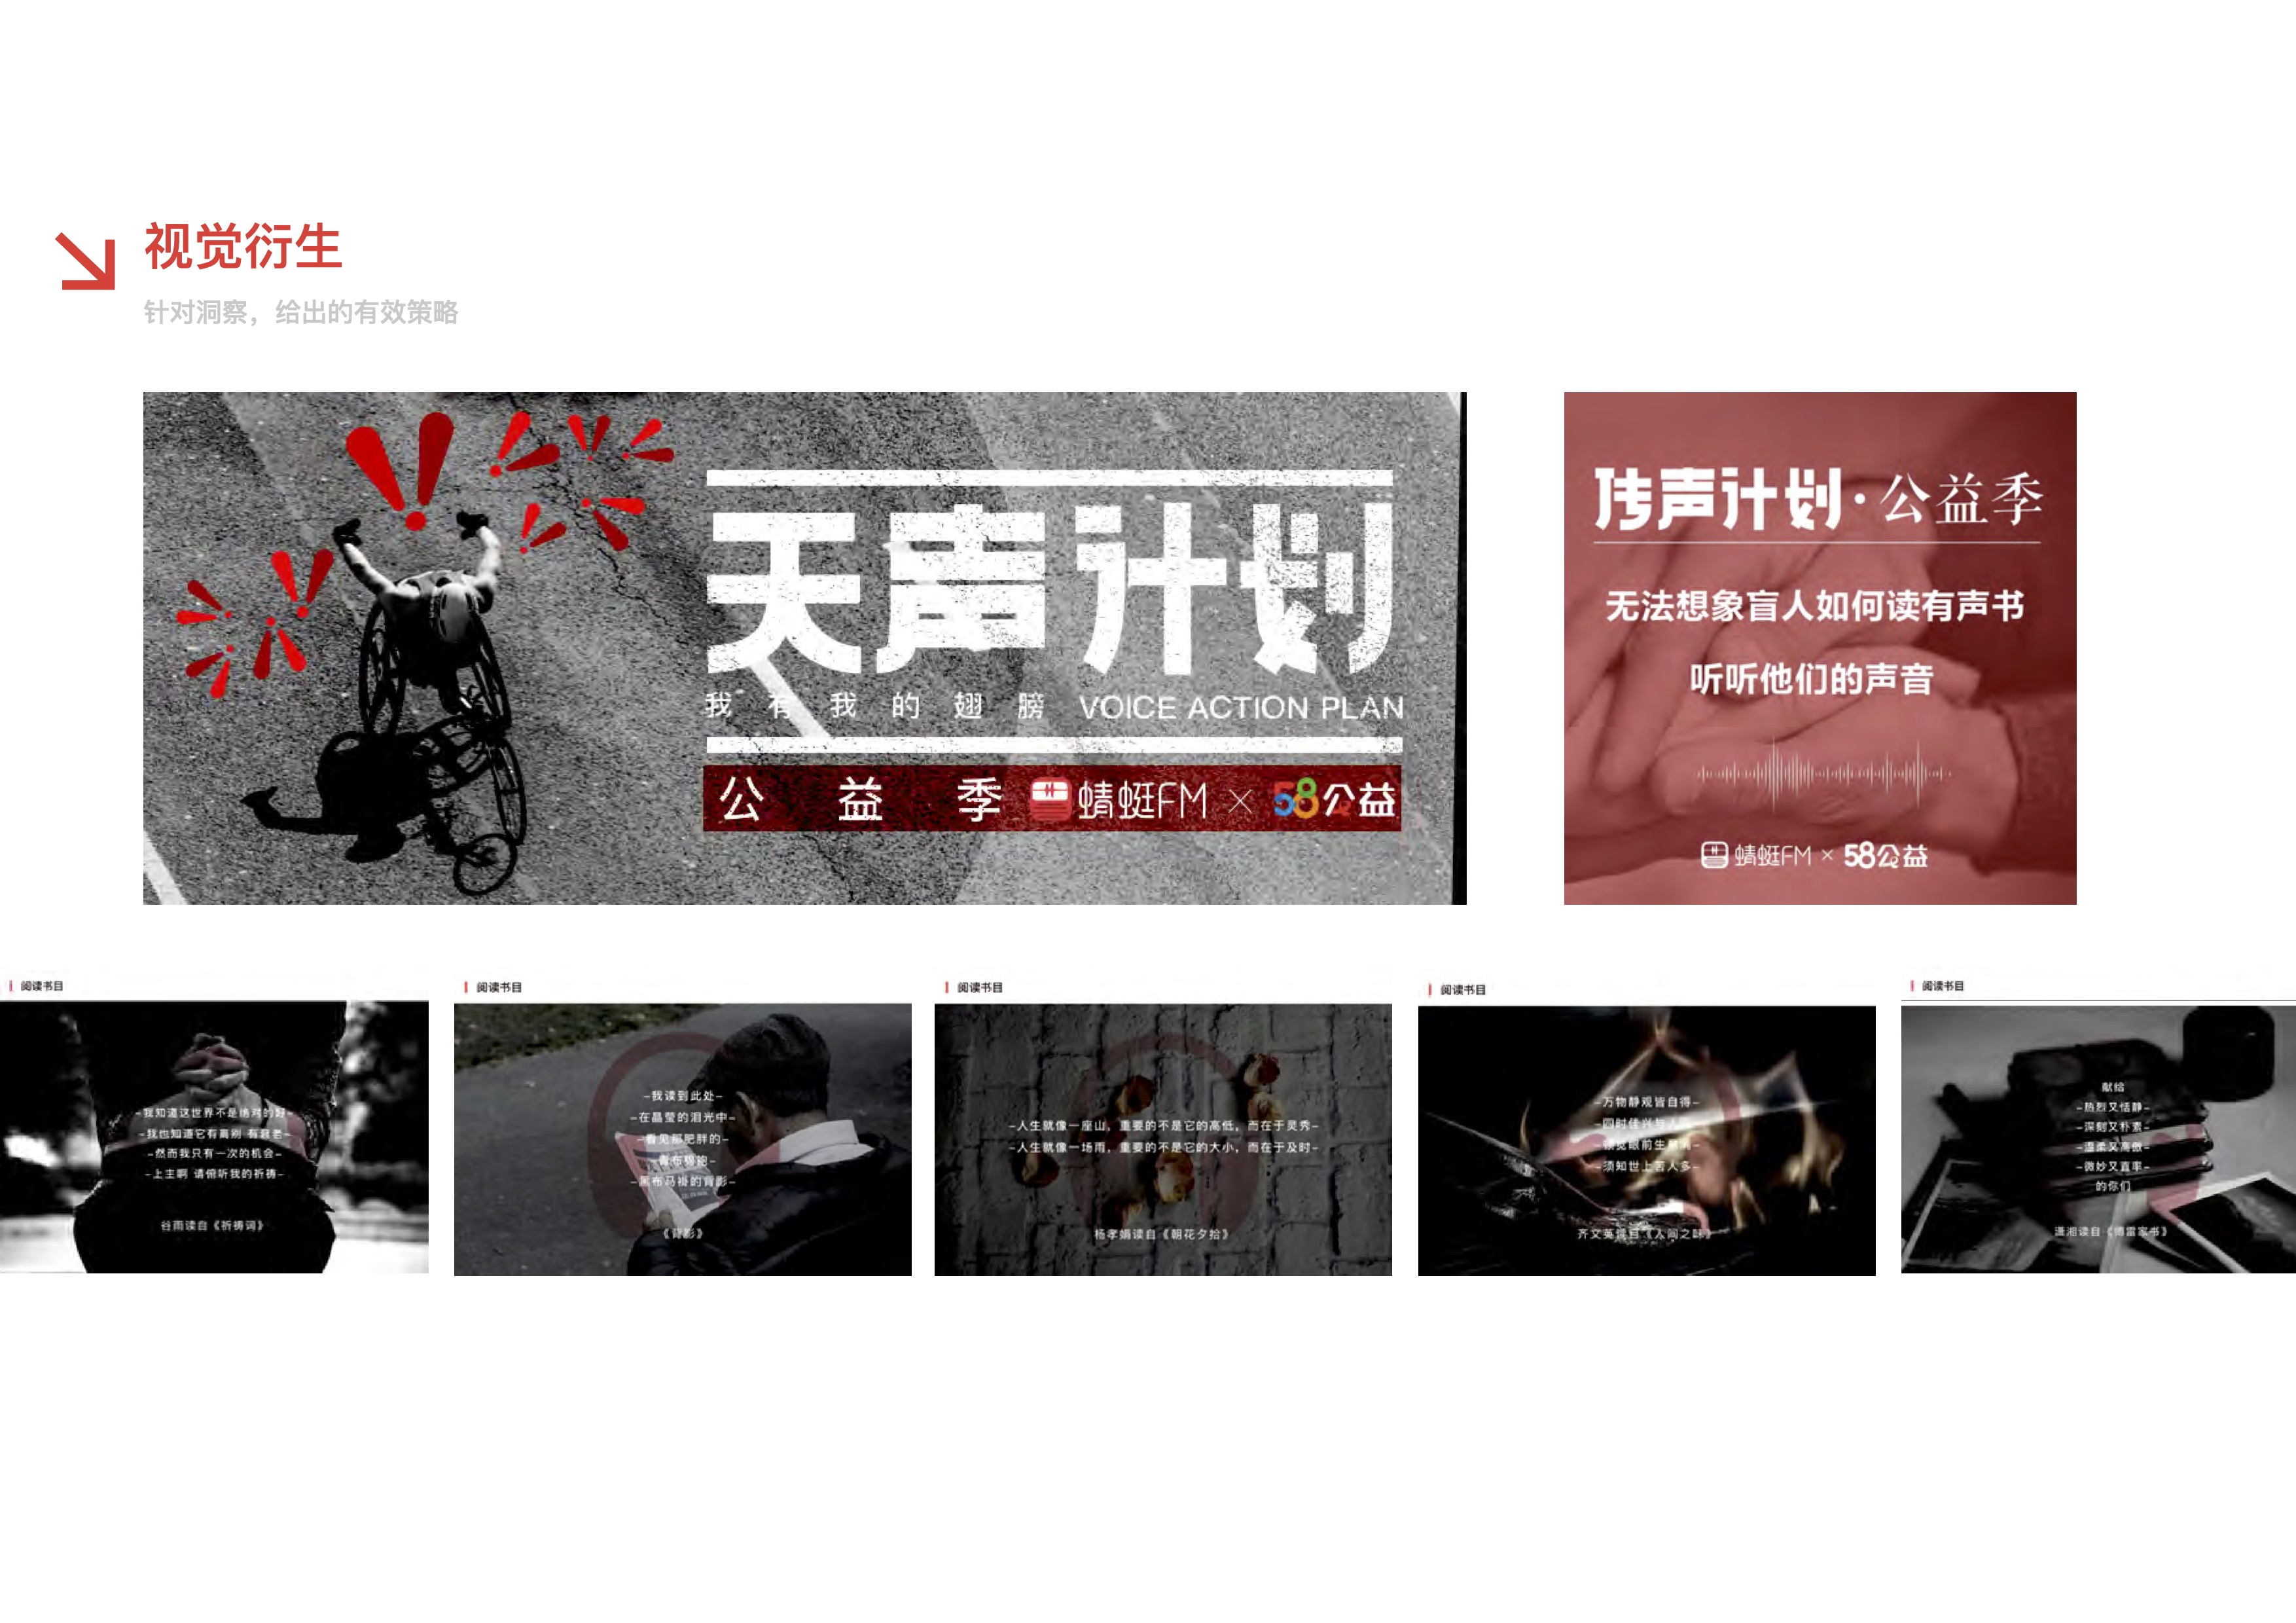 视觉衍生
针对洞察，给出的有效策略
天声计划
我有我的翅膀 VOICE ACTION PLAN
公益季 蜻蜓FM × 58公益
传声计划·公益季
无法想象盲人如何读有声书
听听他们的声音
蜻蜓FM × 58公益
阅读书目
-我知道这世界不是绝对的好-
-我也知道它有离别 有衰老-
-然而我只有一次的机会-
-上主啊 请俯听我的祈祷-
谷雨读自《祈祷词》
阅读书目
-我读到此处-
-在晶莹的泪光中-
-看见那肥胖的-
-青布棉袍-
-黑布马褂的背影-
《背影》
阅读书目
-人生就像一座山，重要的不是它的高低，而在于灵秀-
-人生就像一场雨，重要的不是它的大小，而在于及时-
杨孝娟读自《朝花夕拾》
阅读书目
-万物静观皆自得-
-四时佳兴与
眼前生
-须知世上苦人多-
齐文英读自《人间之味》
阅读书目
献给
-热烈又恬静-
-深刻又朴素-
-温柔又高傲-
-微妙又直率-
的你们
潇湘读自《傅雷家书》